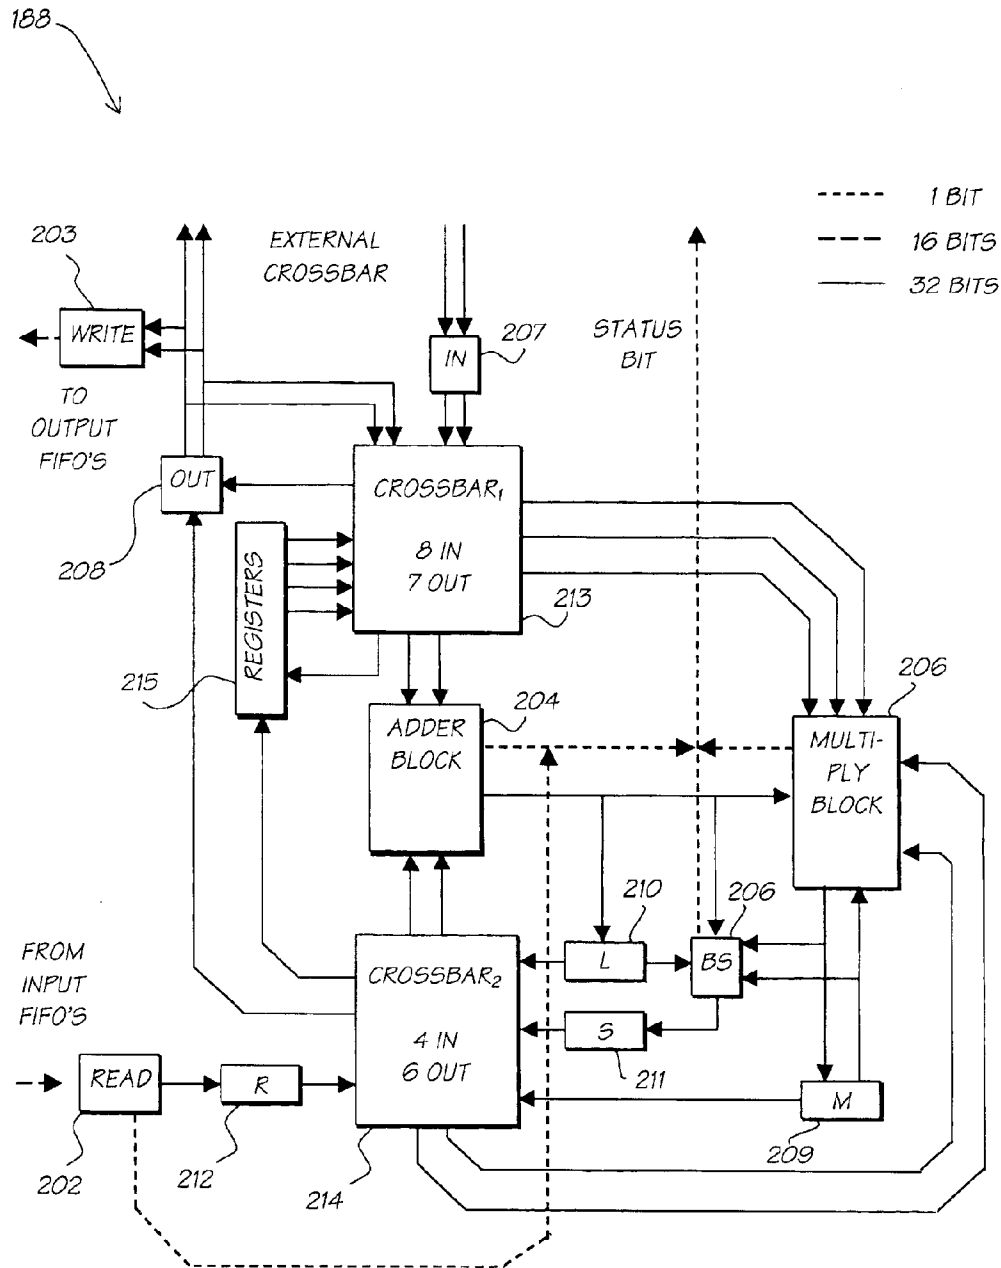 188
1 BIT
16 BITS
32 BITS
203
EXTERNAL
CROSSBAR
WRITE
207
STATUS
BIT
IN
TO
OUTPUT
FIFO'S
OUT
CROSSBAR₁
8 IN
7 OUT
208
REGISTERS
213
215
204
206
ADDER
BLOCK
MULTI-
PLY
BLOCK
210
206
FROM
INPUT
FIFO'S
CROSSBAR₂
L
BS
4 IN
6 OUT
S
READ
R
211
M
209
202
212
214